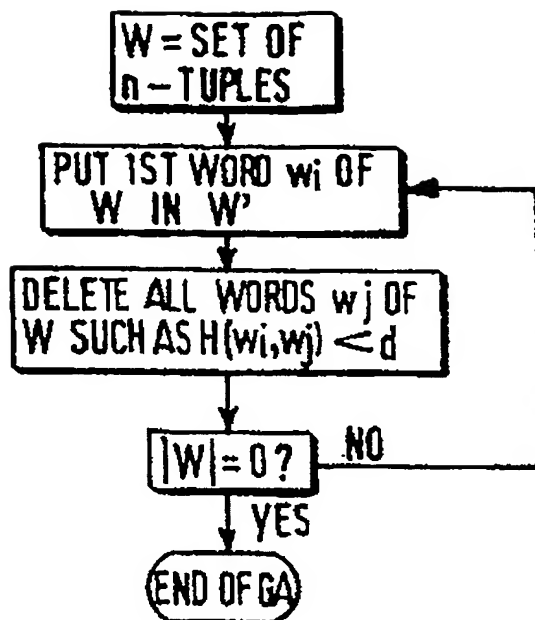 W = SET OF
n-TUPLES
PUT 1ST WORD wi OF
W IN W'
DELETE ALL WORDS wj OF
W SUCH AS H(wi,wj) < d
|W| = 0?
NO
YES
END OF GA